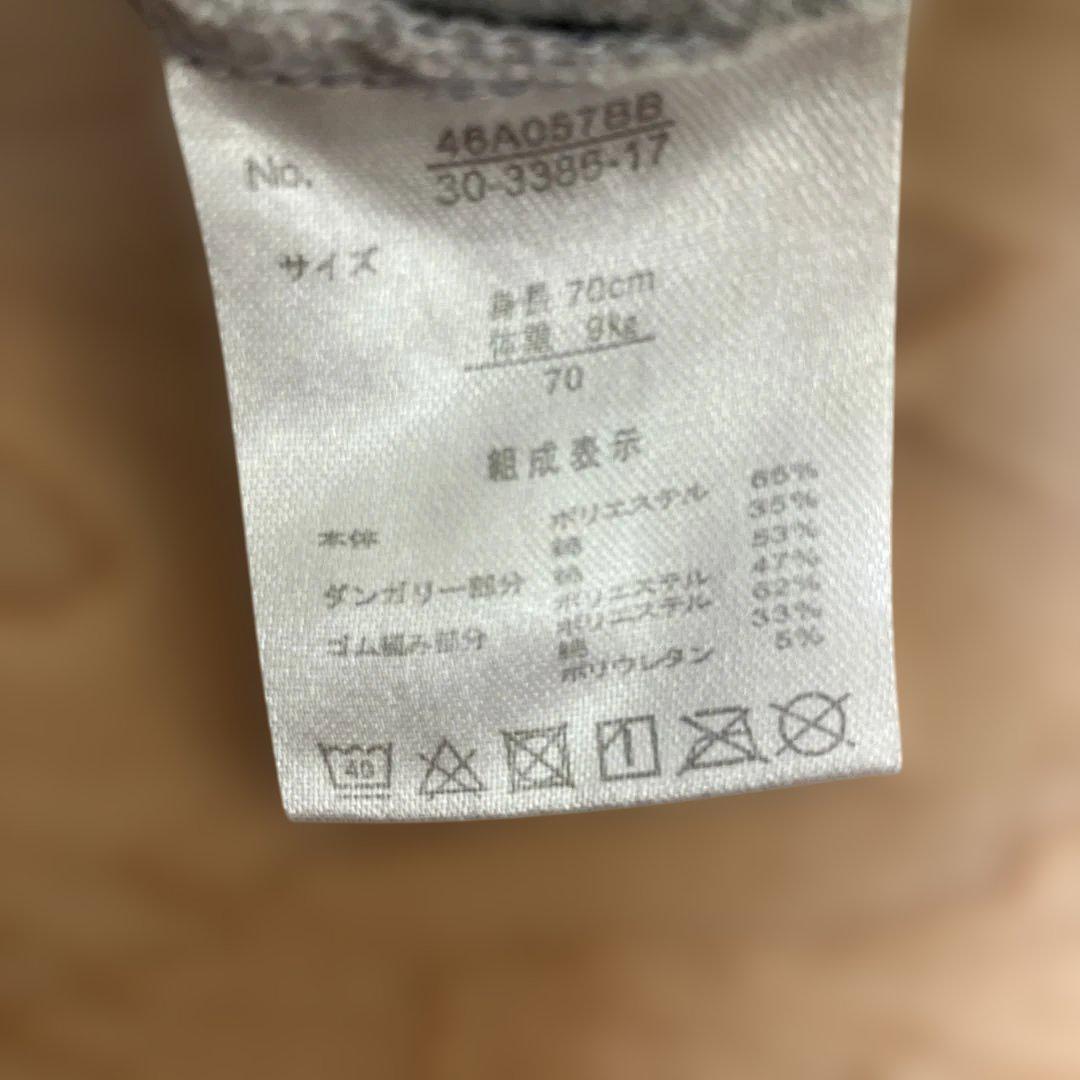 No. 46A057BB
30-3385-17
サイズ
身長 70cm
体重 9kg
70
組成表示
本体 ポリエステル 65%
綿 35%
ダンガリー部分 綿 53%
ポリエステル 47%
ゴム編み部分 ポリエステル 62%
綿 33%
ポリウレタン 5%
40 1